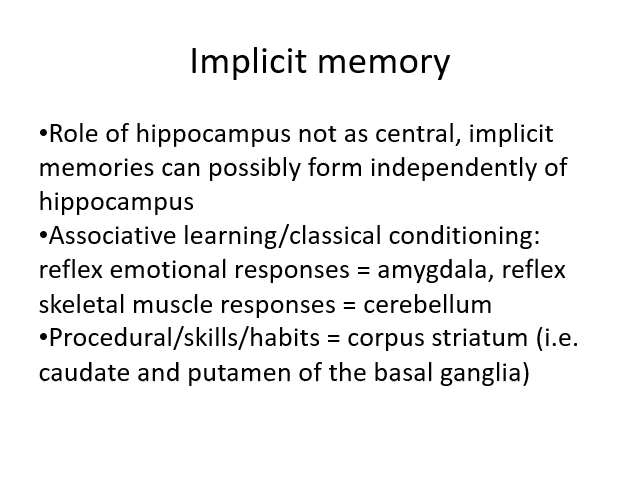 Implicit memory
•Role of hippocampus not as central, implicit
memories can possibly form independently of
hippocampus
•Associative learning/classical conditioning:
reflex emotional responses = amygdala, reflex
skeletal muscle responses = cerebellum
•Procedural/skills/habits = corpus striatum (i.e.
caudate and putamen of the basal ganglia)